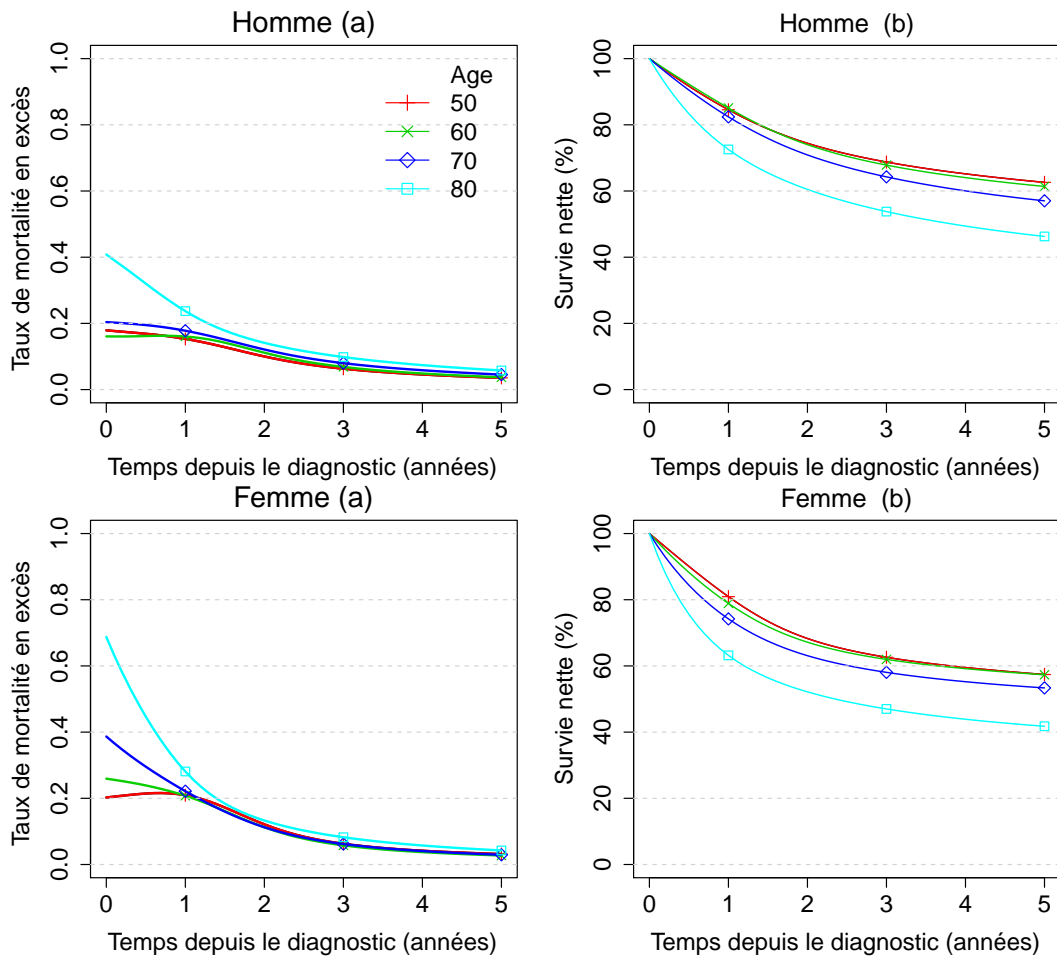 Homme (a)
Taux de mortalité en excès
1.0
0.8
0.6
0.4
0.2
0.0
Age
50
60
70
80
0 1 2 3 4 5
Temps depuis le diagnostic (années)
Homme (b)
Survie nette (%)
100
80
60
40
20
0
0 1 2 3 4 5
Temps depuis le diagnostic (années)
Femme (a)
Taux de mortalité en excès
1.0
0.8
0.6
0.4
0.2
0.0
0 1 2 3 4 5
Temps depuis le diagnostic (années)
Femme (b)
Survie nette (%)
100
80
60
40
20
0
0 1 2 3 4 5
Temps depuis le diagnostic (années)